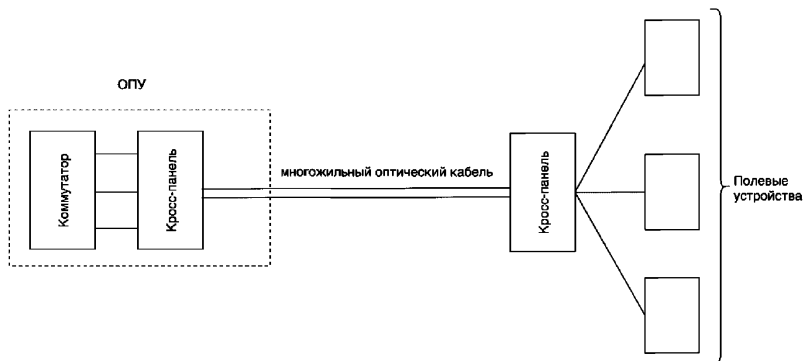 ОПУ
Коммутатор
Кросс-панель
многожильный оптический кабель
Кросс-панель
Полевые
устройства